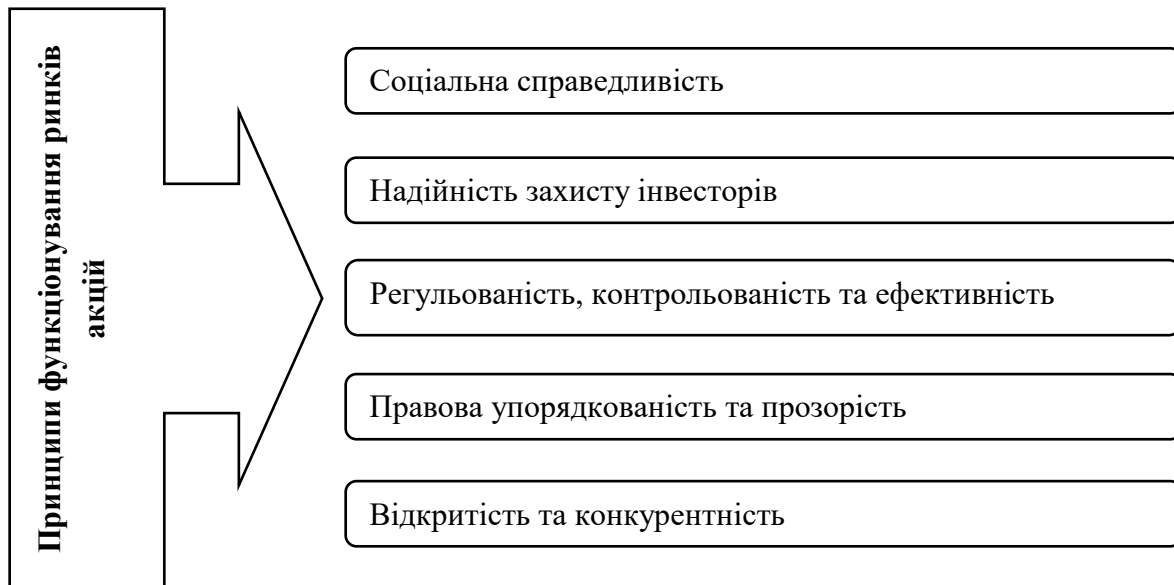 Принципи функціонування ринків
акцій
Соціальна справедливість
Надійність захисту інвесторів
Регульованість, контрольованість та ефективність
Правова упорядкованість та прозорість
Відкритість та конкурентність